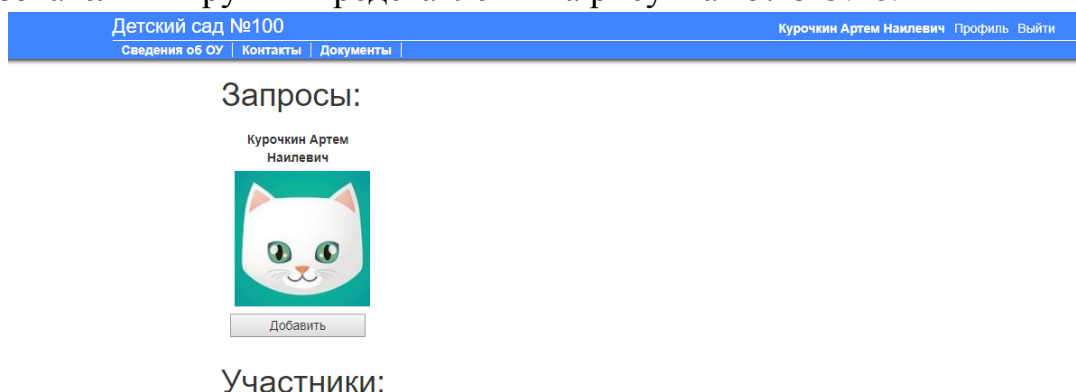 Детский сад №100
Курочкин Артем Наилевич Профиль Выйти
Сведения об ОУ | Контакты | Документы |
Запросы:
Курочкин Артем
Наилевич
Добавить
Участники: